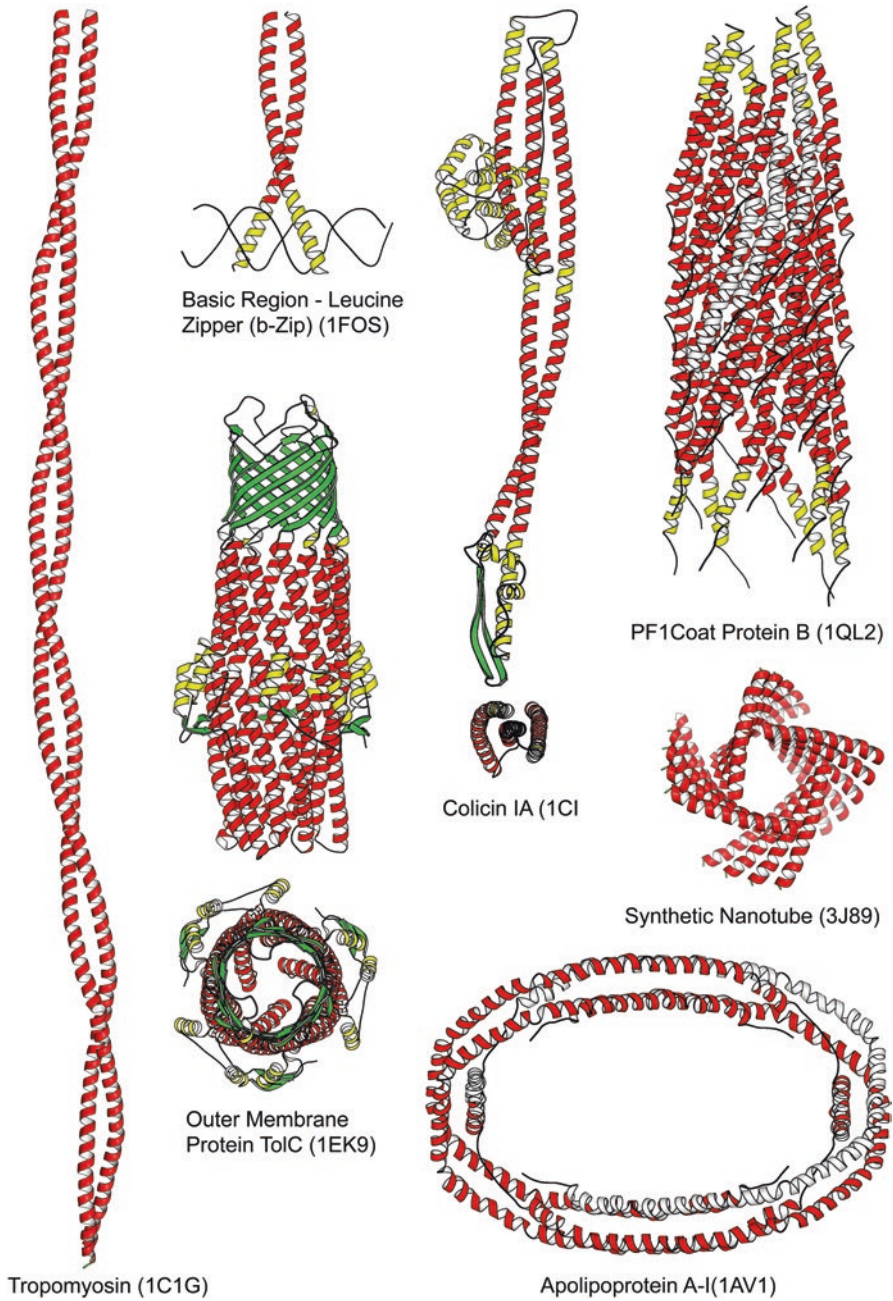 Basic Region - Leucine
Zipper (b-Zip) (1FOS)
PF1Coat Protein B (1QL2)
Colicin IA (1CI
Synthetic Nanotube (3J89)
Outer Membrane
Protein TolC (1EK9)
Tropomyosin (1C1G)
Apolipoprotein A-I(1AV1)